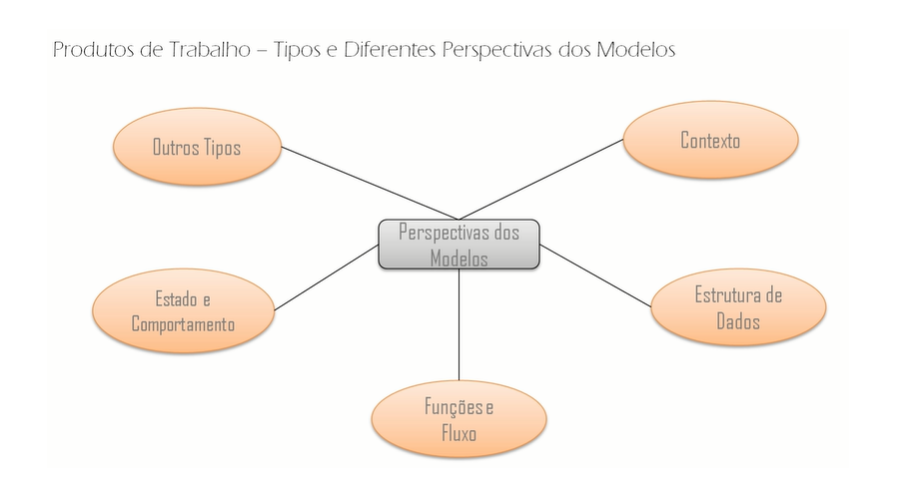 Produtos de Trabalho – Tipos e Diferentes Perspectivas dos Modelos
Outros Tipos
Contexto
Perspectivas dos
Modelos
Estado e
Comportamento
Estrutura de
Dados
Funções e
Fluxo